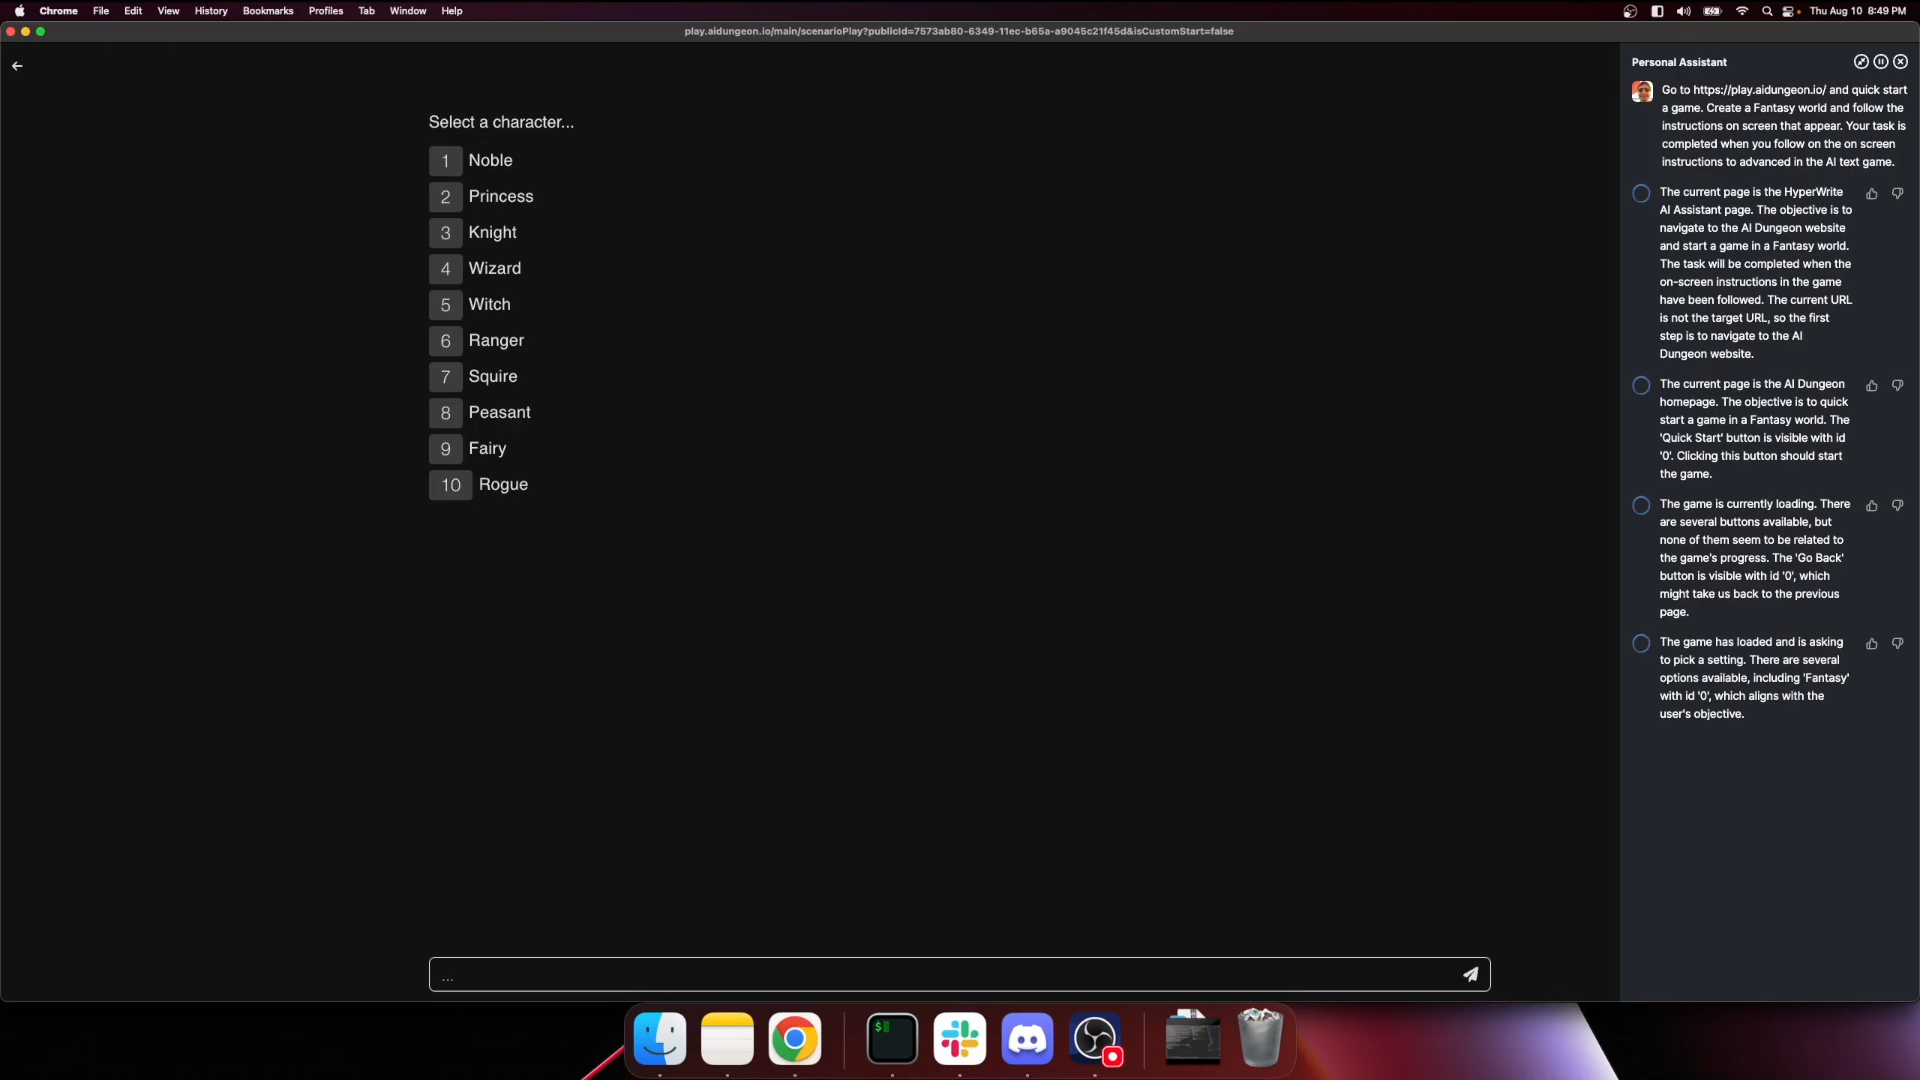 Chrome File Edit View History Bookmarks Profiles Tab Window Help
Thu Aug 10 8:49 PM
play.aidungeon.io/main/scenarioPlay?publicId=7573ab80-6349-11ec-b65a-a9045c21f45d&isCustomStart=false
Select a character...
1 Noble
2 Princess
3 Knight
4 Wizard
5 Witch
6 Ranger
7 Squire
8 Peasant
9 Fairy
10 Rogue
...
Personal Assistant
Go to https://play.aidungeon.io/ and quick start
a game. Create a Fantasy world and follow the
instructions on screen that appear. Your task is
completed when you follow on the on screen
instructions to advanced in the AI text game.
The current page is the HyperWrite
AI Assistant page. The objective is to
navigate to the AI Dungeon website
and start a game in a Fantasy world.
The task will be completed when the
on-screen instructions in the game
have been followed. The current URL
is not the target URL, so the first
step is to navigate to the AI
Dungeon website.
The current page is the AI Dungeon
homepage. The objective is to quick
start a game in a Fantasy world. The
'Quick Start' button is visible with id
'0'. Clicking this button should start
the game.
The game is currently loading. There
are several buttons available, but
none of them seem to be related to
the game's progress. The 'Go Back'
button is visible with id '0', which
might take us back to the previous
page.
The game has loaded and is asking
to pick a setting. There are several
options available, including 'Fantasy'
with id '0', which aligns with the
user's objective.
$